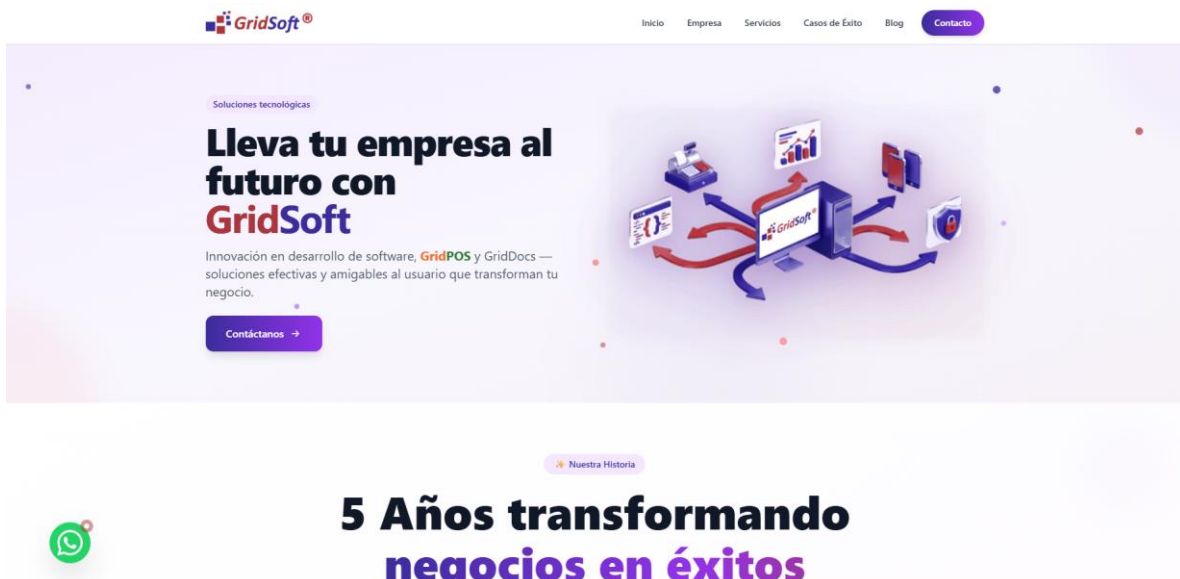 GridSoft®
Inicio Empresa Servicios Casos de Éxito Blog Contacto
Soluciones tecnológicas
Lleva tu empresa al
futuro con
GridSoft
Innovación en desarrollo de software, GridPOS y GridDocs —
soluciones efectivas y amigables al usuario que transforman tu
negocio.
Contáctanos →
GridSoft®
✨ Nuestra Historia
5 Años transformando
negocios en éxitos